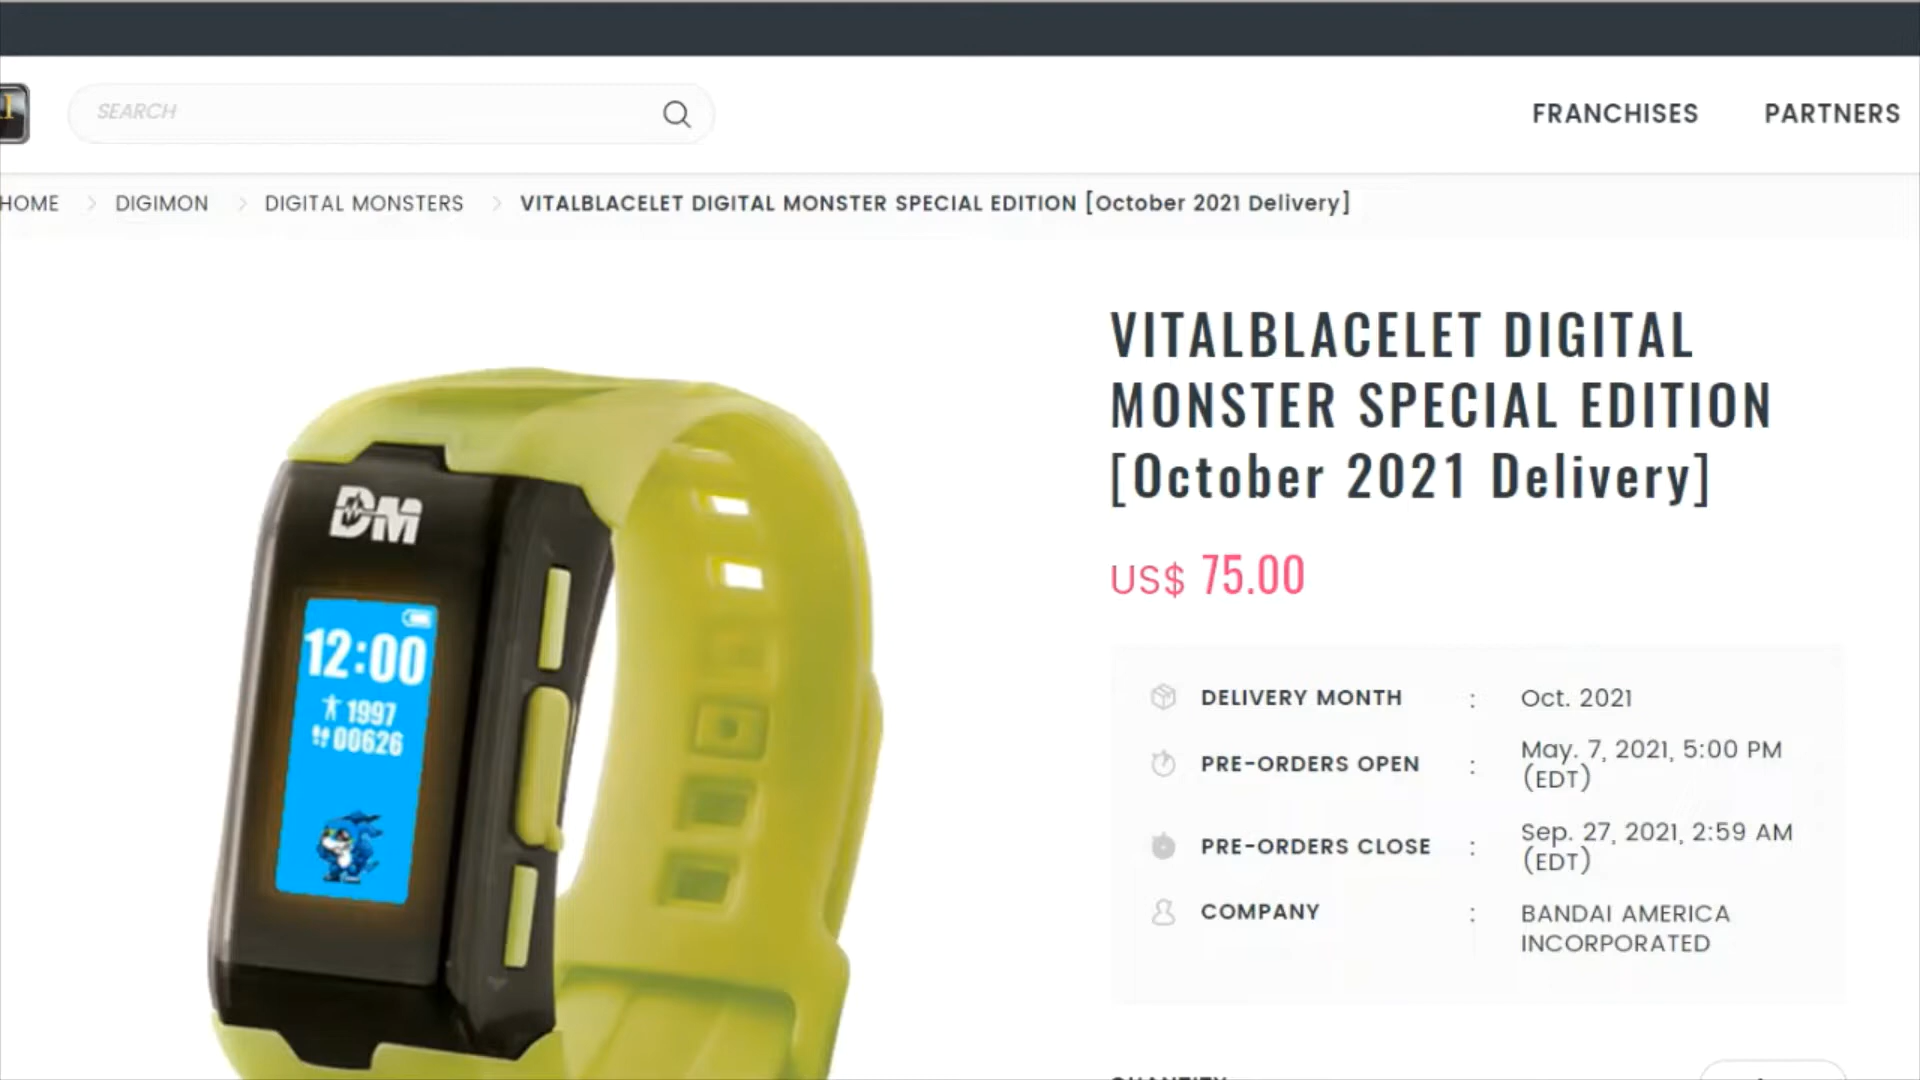 SEARCH
FRANCHISES
PARTNERS
HOME
DIGIMON
DIGITAL MONSTERS
VITALBLACELET DIGITAL MONSTER SPECIAL EDITION [October 2021 Delivery]
VITALBLACELET DIGITAL
MONSTER SPECIAL EDITION
[October 2021 Delivery]
US$ 75.00
DM
12:00
1997
00626
DELIVERY MONTH : Oct. 2021
PRE-ORDERS OPEN : May. 7, 2021, 5:00 PM
(EDT)
PRE-ORDERS CLOSE : Sep. 27, 2021, 2:59 AM
(EDT)
COMPANY : BANDAI AMERICA
INCORPORATED